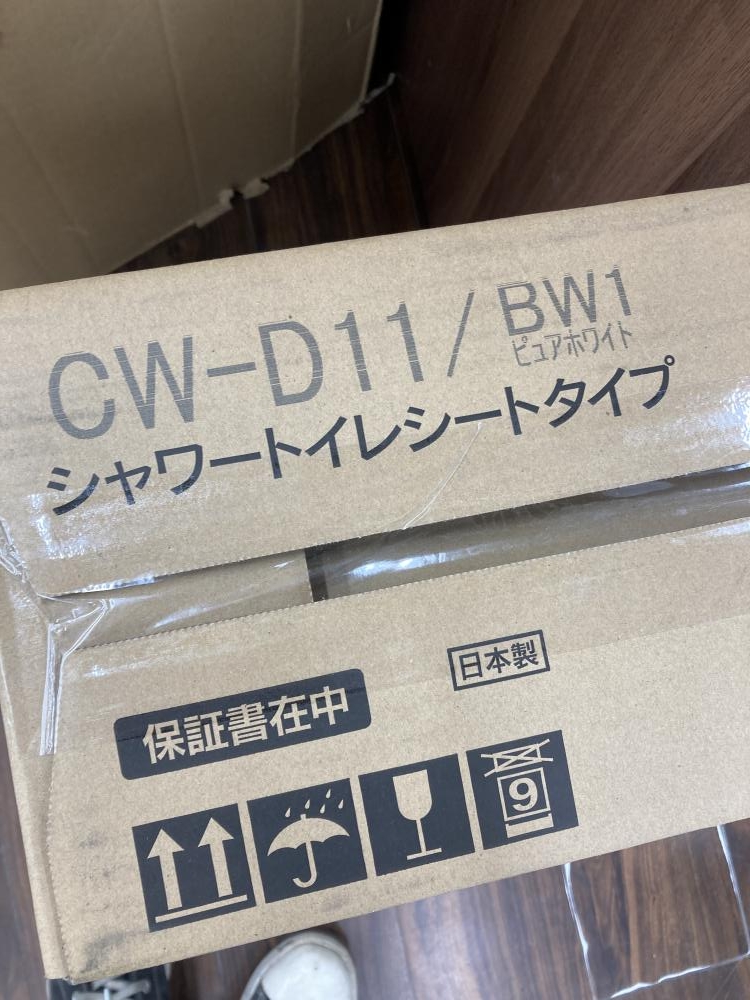 CW-D11/BW1
ピュアホワイト
シャワートイレシートタイプ
日本製
保証書在中
9